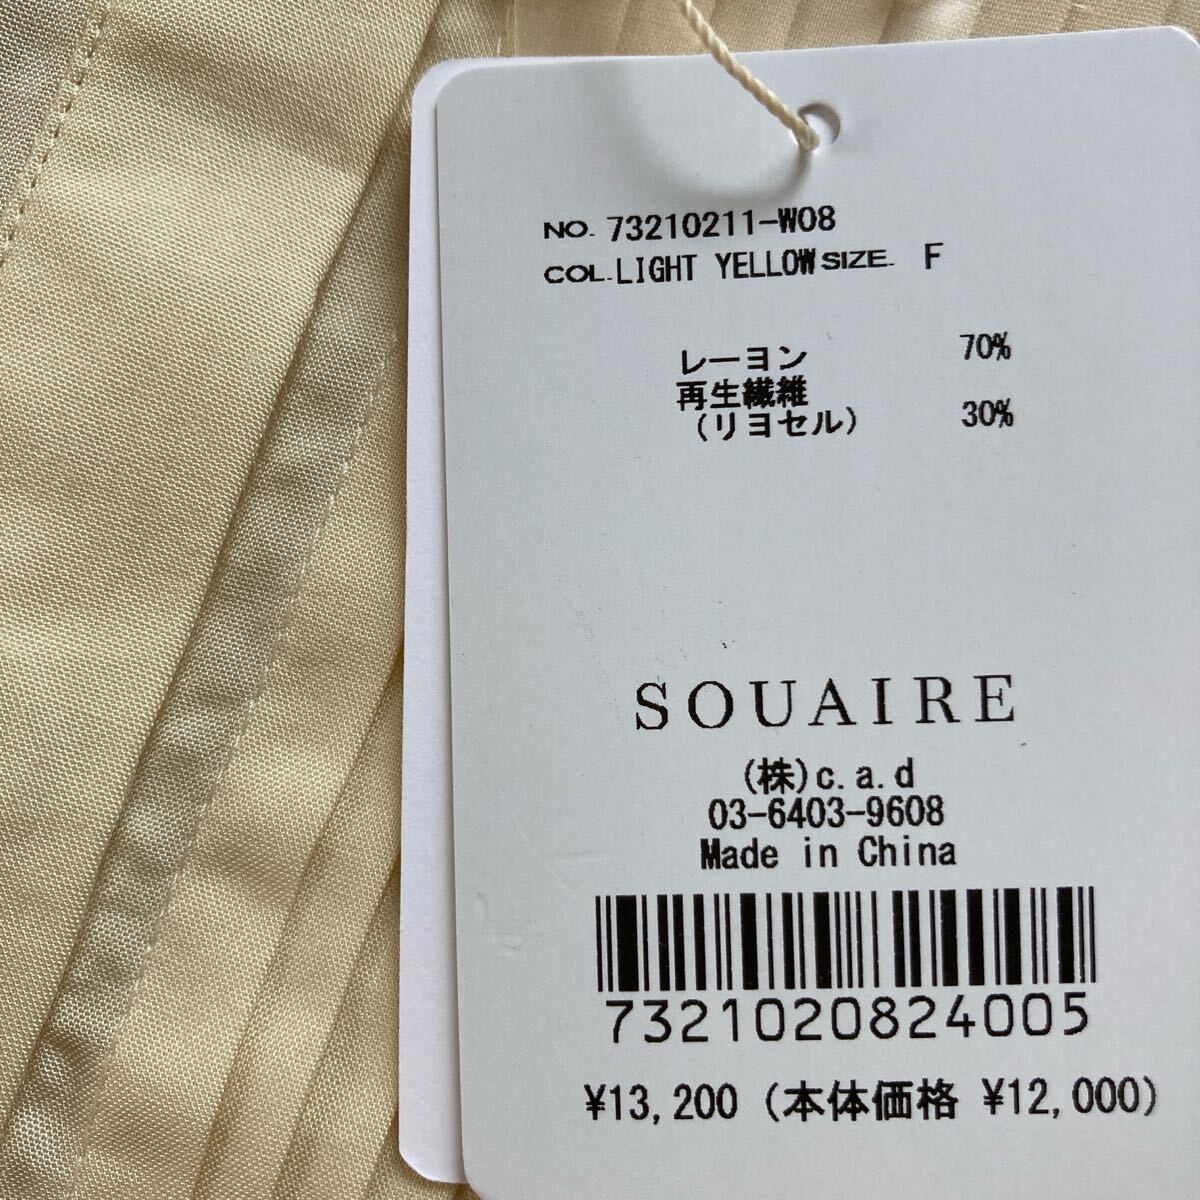 NO. 73210211-W08
COL. LIGHT YELLOW SIZE. F
レーヨン 70%
再生繊維
(リヨセル) 30%
SOUAIRE
(株)c.a.d
03-6403-9608
Made in China
7321020824005
¥13,200 (本体価格 ¥12,000)